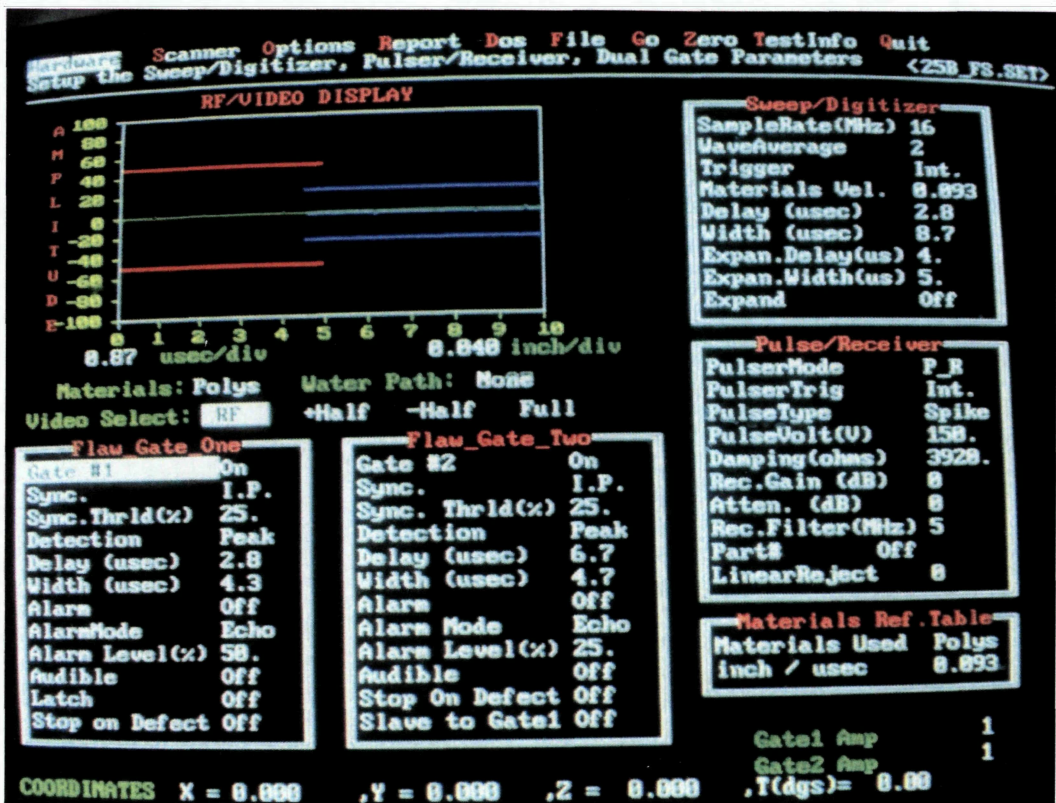 Hardware Scanner Options Report Dos File Go Zero TestInfo Quit
Setup the Sweep/Digitizer, Pulser/Receiver, Dual Gate Parameters <25B_FS.SET>
RF/VIDEO DISPLAY
AMPLITUDE
100
80
60
40
20
0
-20
-40
-60
-80
-100
0 1 2 3 4 5 6 7 8 9 10
0.87 usec/div 0.040 inch/div
Materials: Polys Water Path: None
Video Select: RF +Half -Half Full
Sweep/Digitizer
SampleRate(MHz) 16
WaveAverage 2
Trigger Int.
Materials Vel. 0.093
Delay (usec) 2.8
Width (usec) 8.7
Expan.Delay(us) 4.
Expan.Width(us) 5.
Expand Off
Pulse/Receiver
PulserMode P_R
PulserTrig Int.
PulseType Spike
PulseVolt(V) 150.
Damping(ohms) 3920.
Rec.Gain (dB) 0
Atten. (dB) 0
Rec.Filter(MHz) 5
Part# Off
LinearReject 0
Flaw_Gate_One
Gate #1 On
Sync. I.P.
Sync.Thrld(%) 25.
Detection Peak
Delay (usec) 2.8
Width (usec) 4.3
Alarm Off
AlarmMode Echo
Alarm Level(%) 50.
Audible Off
Latch Off
Stop on Defect Off
Flaw_Gate_Two
Gate #2 On
Sync. I.P.
Sync. Thrld(%) 25.
Detection Peak
Delay (usec) 6.7
Width (usec) 4.7
Alarm Off
Alarm Mode Echo
Alarm Level(%) 25.
Audible Off
Stop On Defect Off
Slave to Gate1 Off
Materials Ref.Table
Materials Used Polys
inch / usec 0.093
Gate1 Amp 1
Gate2 Amp 1
COORDINATES X = 0.000 ,Y = 0.000 ,Z = 0.000 ,T(dgs)= 0.00